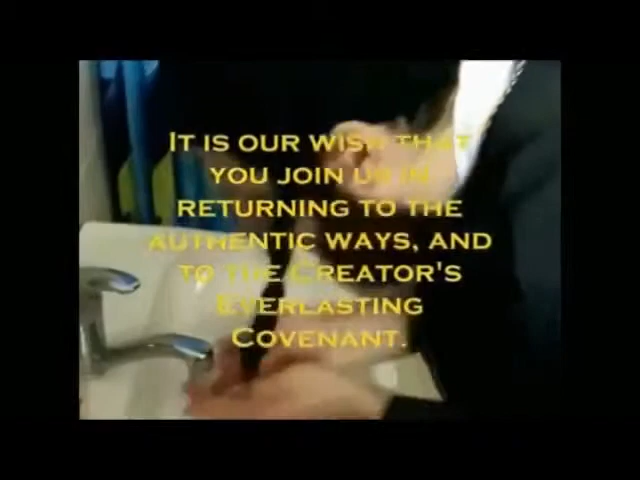 It is our wish that
you join us in
returning to the
authentic ways, and
to the Creator's
Everlasting
Covenant.